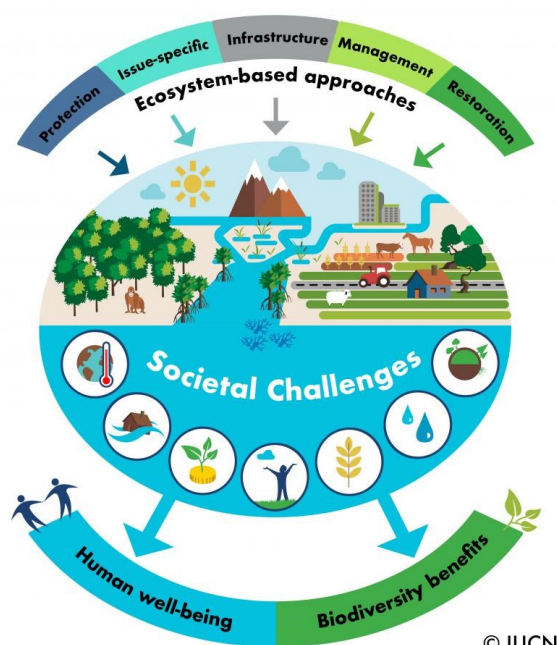 Protection
Issue-specific
Infrastructure
Management
Restoration
Ecosystem-based approaches
Societal Challenges
Human well-being
Biodiversity benefits
© IUCN